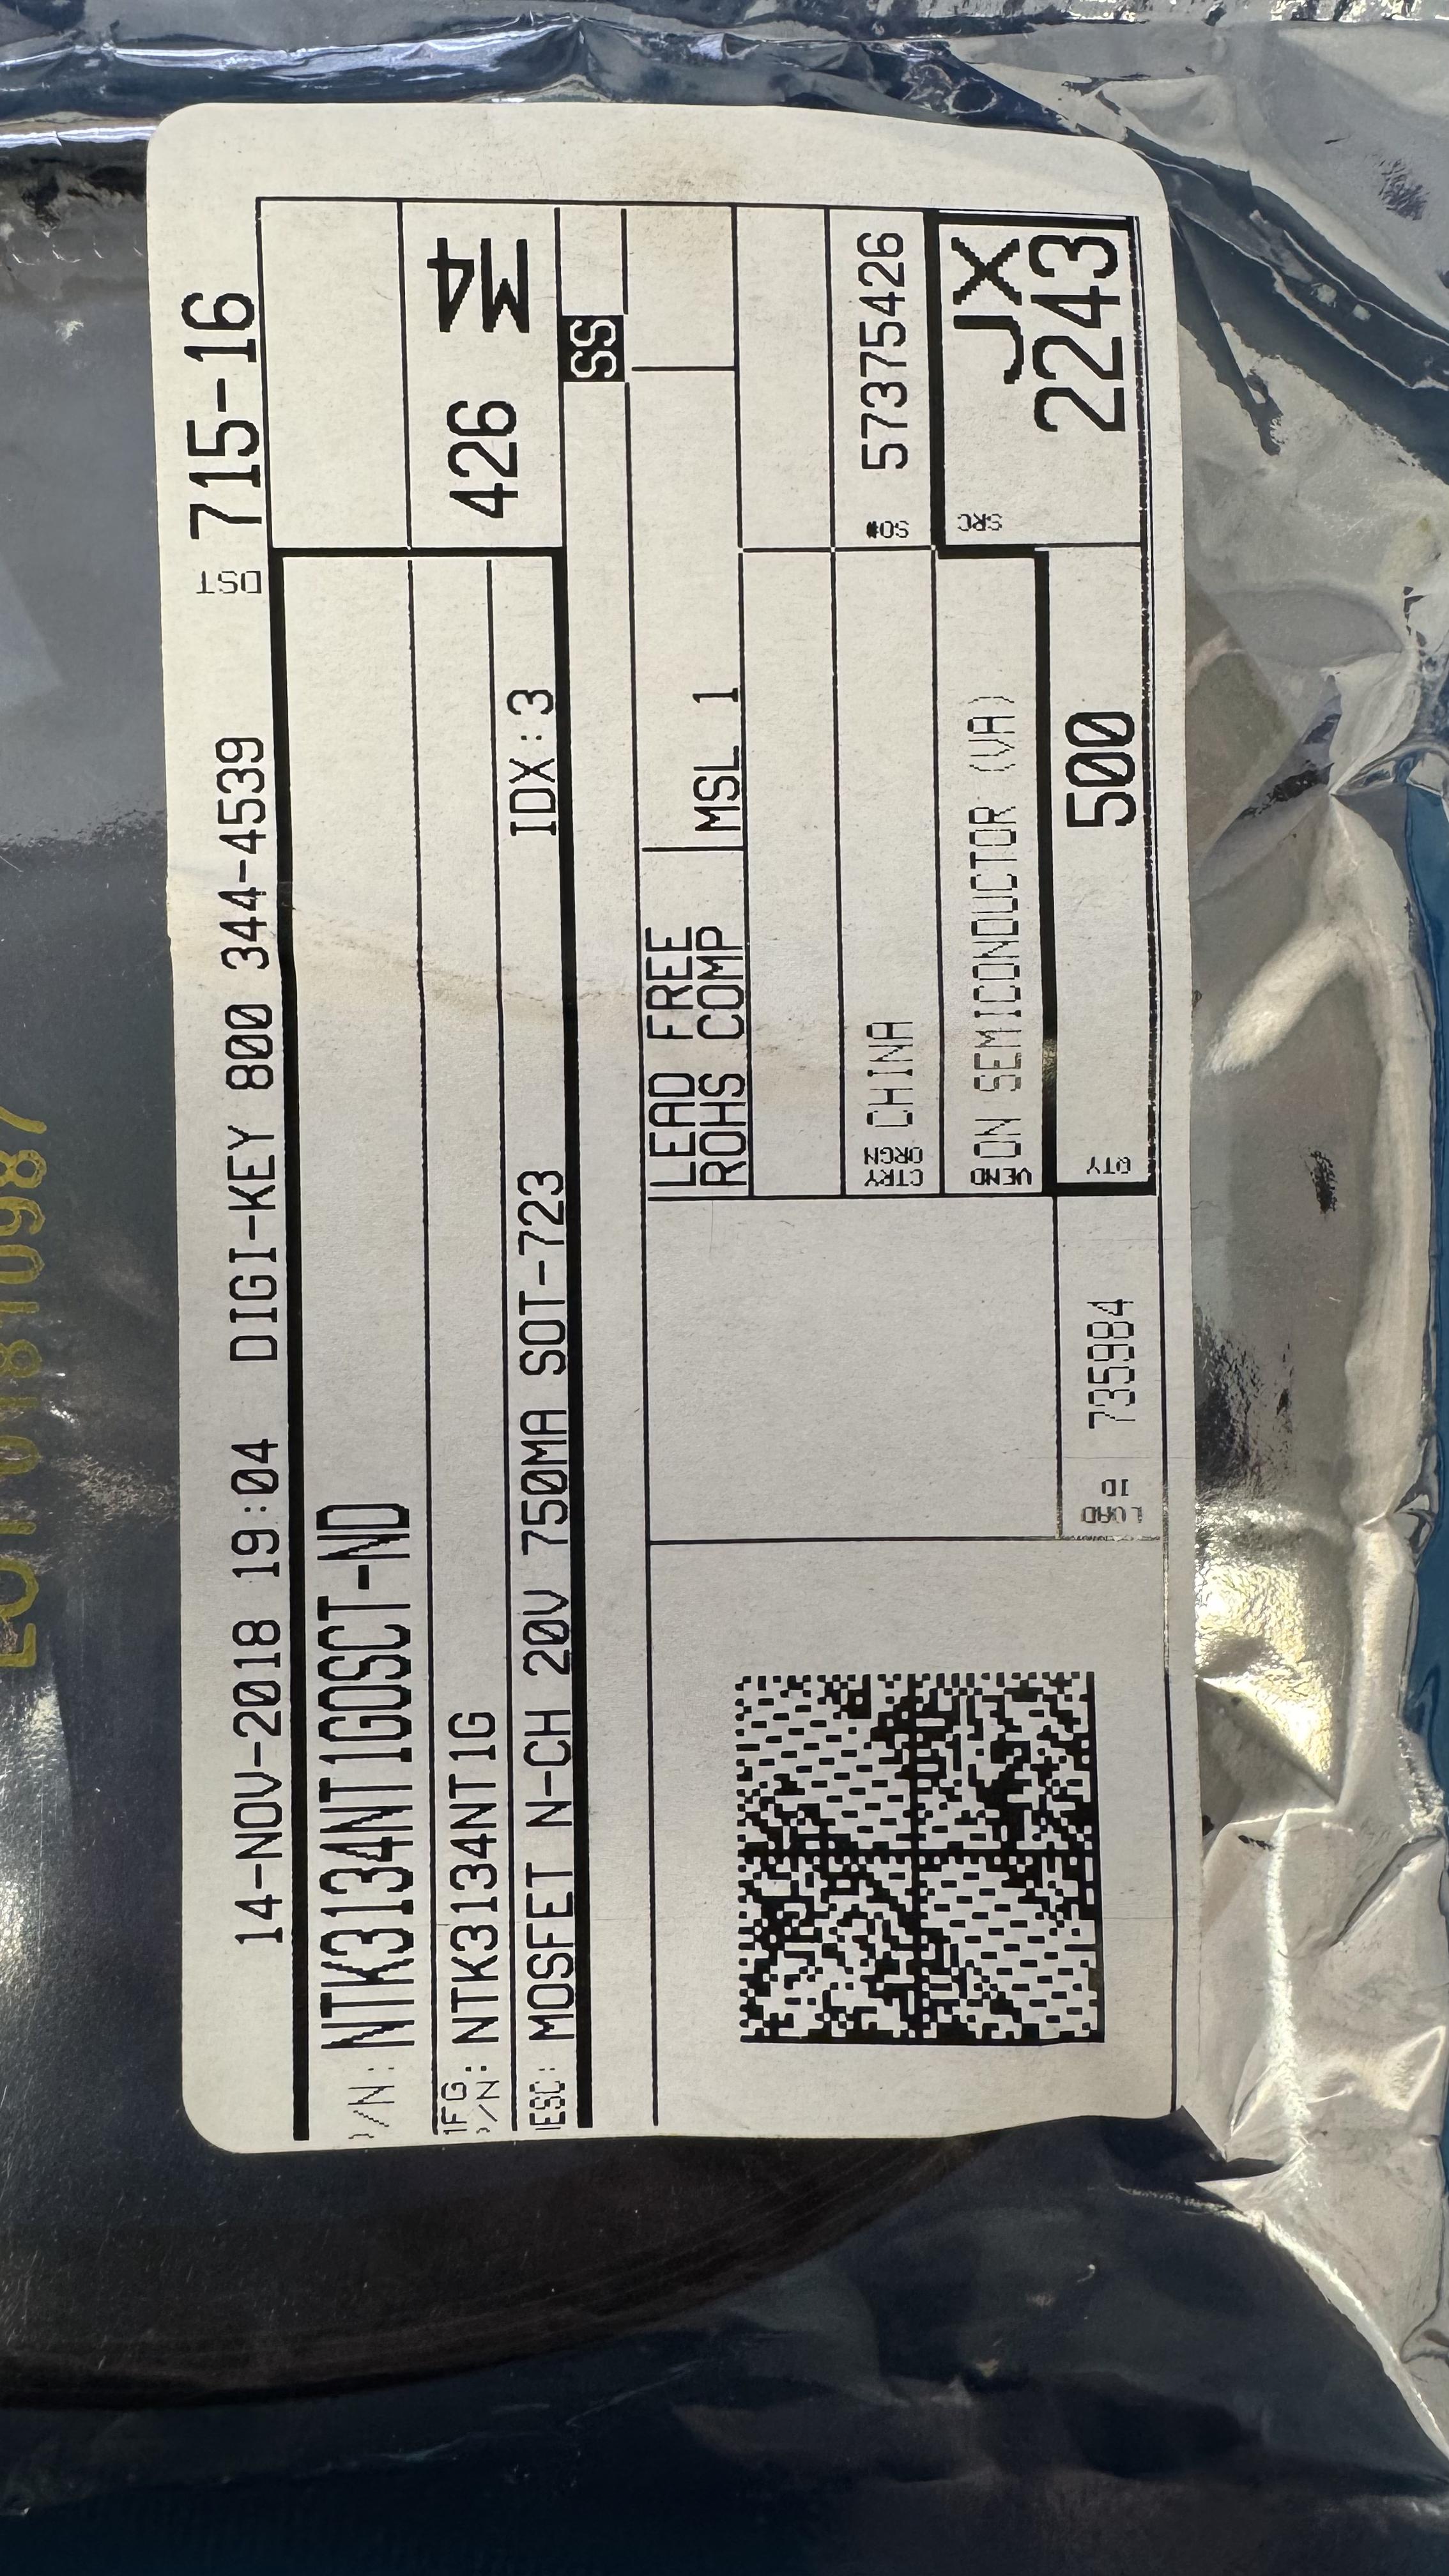 14-NOV-2018 19:04 DIGI-KEY 800 344-4539 DST 715-16
/N: NTK3134NT1GOSCT-ND
MFG
/N: NTK3134NT1G
426 M4
DESC: MOSFET N-CH 20V 750MA SOT-723 IDX: 3
SS
LEAD FREE
ROHS COMP
MSL 1
CTRY
ORGN CHINA
SO# 57375426
VEND ON SEMICONDUCTOR (VA)
SRC JX
2243
LOAD
ID 735984
QTY 500